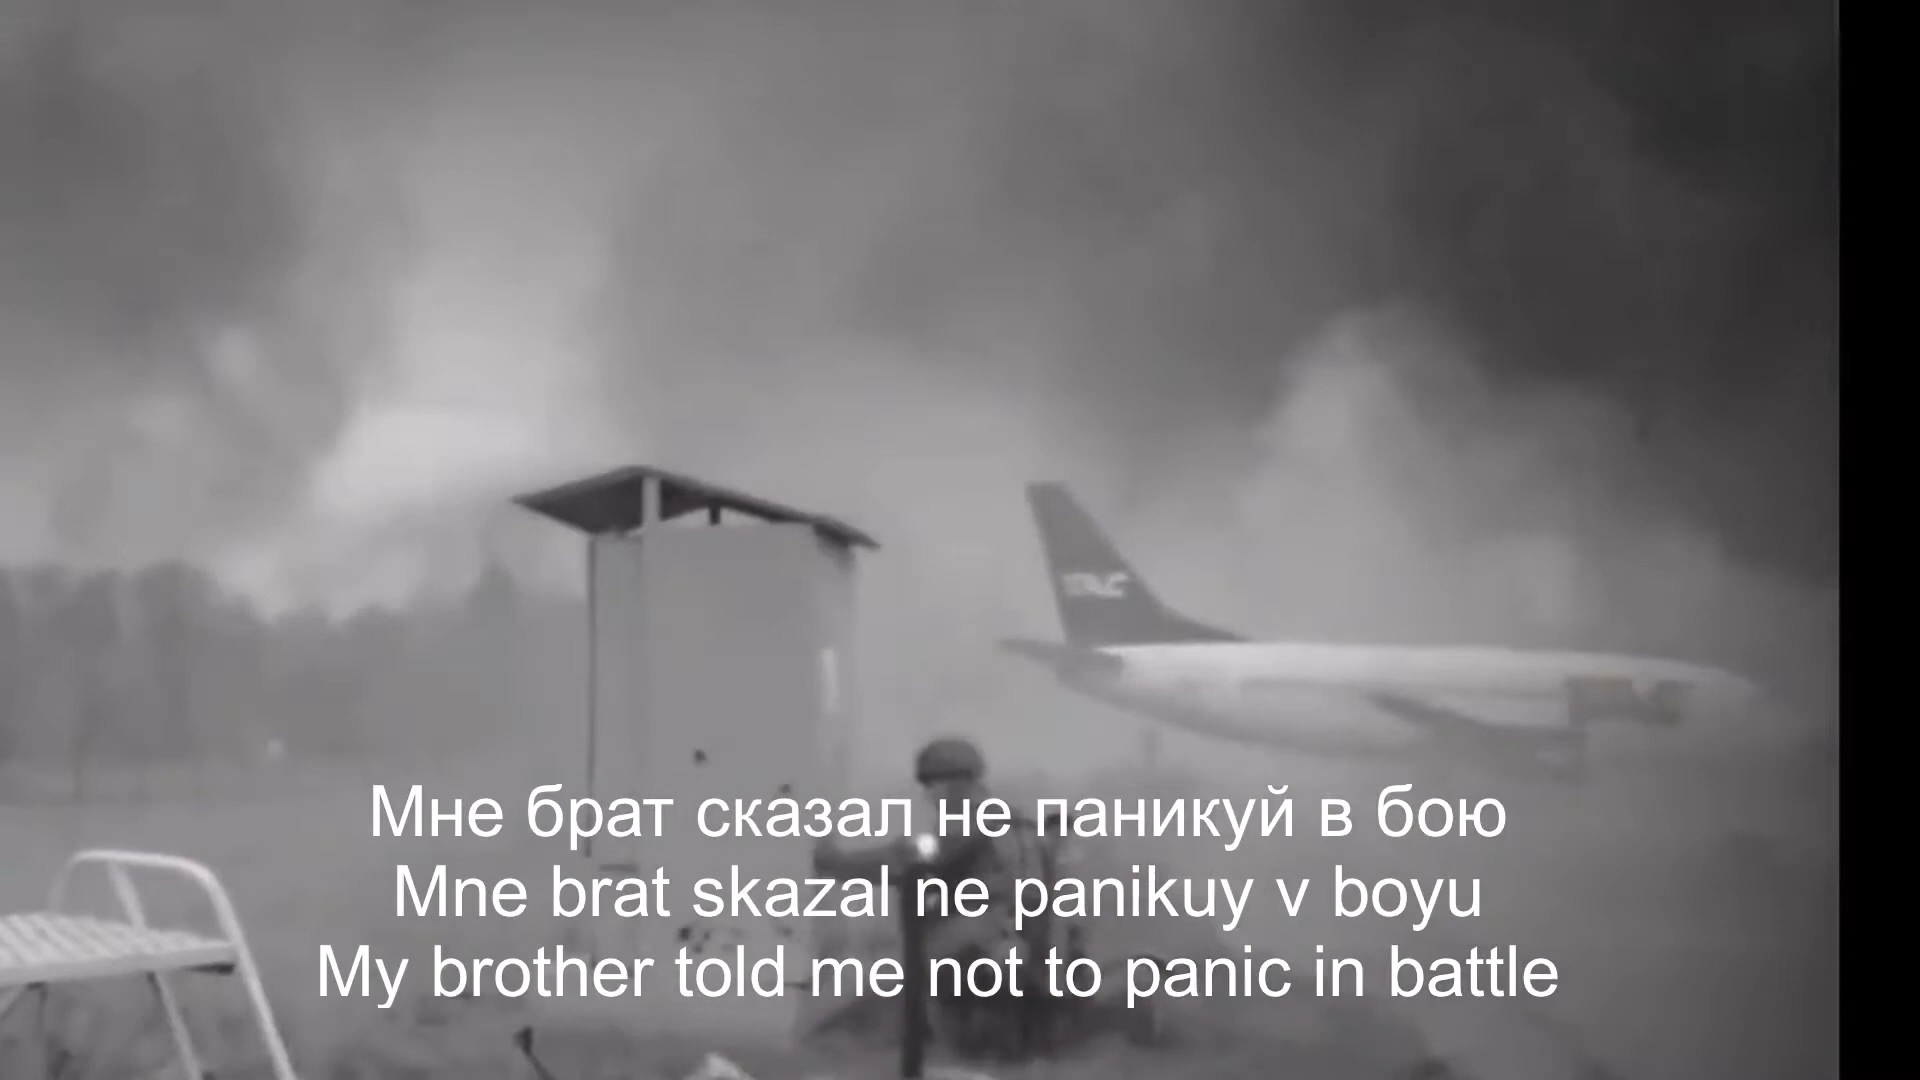 Мне брат сказал не паникуй в бою
Mne brat skazal ne panikuy v boyu
My brother told me not to panic in battle